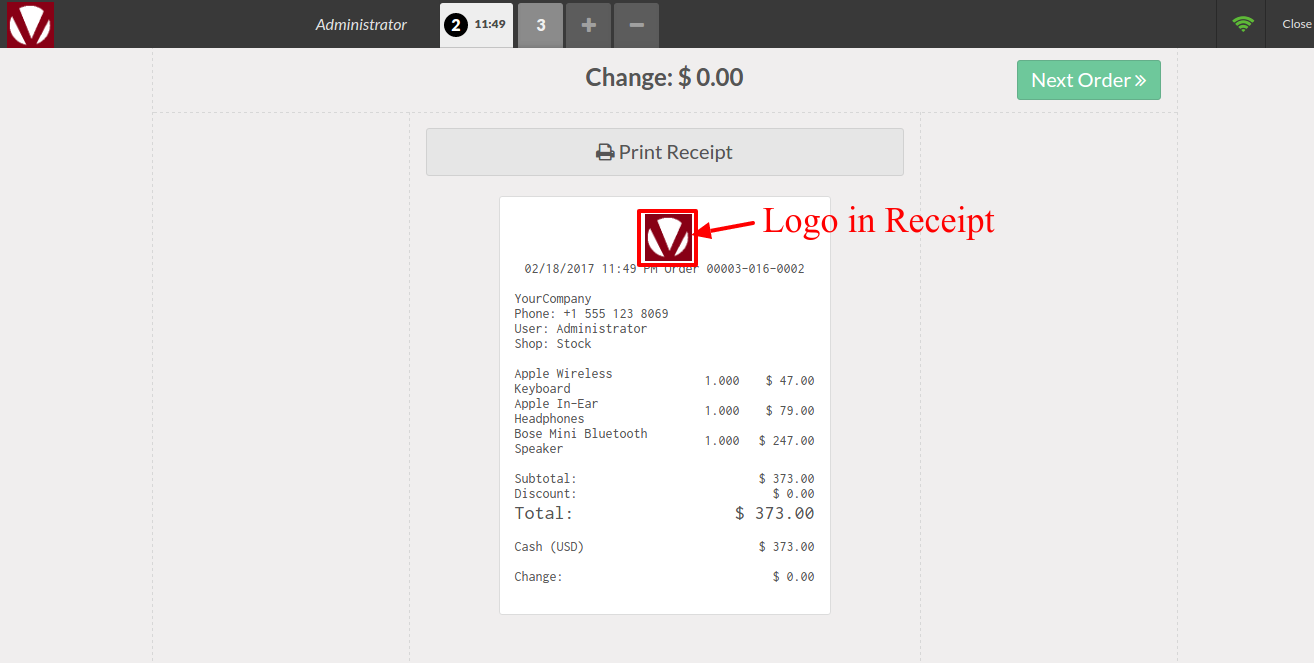 Administrator 2 11:49 3 Close
Change: $ 0.00
Next Order »
Print Receipt
Logo in Receipt
02/18/2017 11:49 PM Order 00003-016-0002
YourCompany
Phone: +1 555 123 8069
User: Administrator
Shop: Stock
Apple Wireless Keyboard 1.000 $ 47.00
Apple In-Ear Headphones 1.000 $ 79.00
Bose Mini Bluetooth Speaker 1.000 $ 247.00
Subtotal: $ 373.00
Discount: $ 0.00
Total: $ 373.00
Cash (USD) $ 373.00
Change: $ 0.00